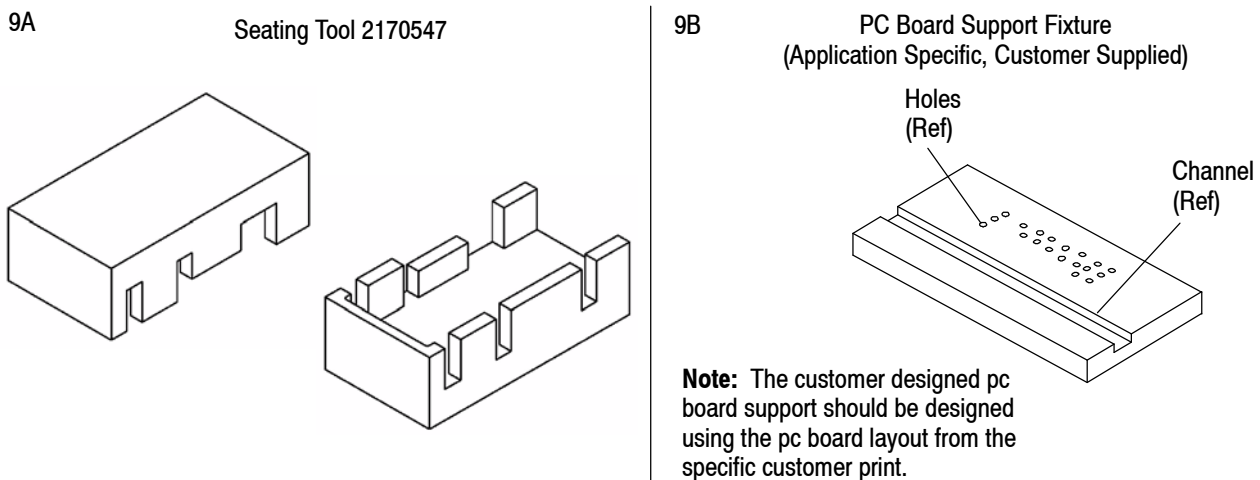 9A
Seating Tool 2170547
9B
PC Board Support Fixture
(Application Specific, Customer Supplied)
Holes
(Ref)
Channel
(Ref)
Note: The customer designed pc
board support should be designed
using the pc board layout from the
specific customer print.